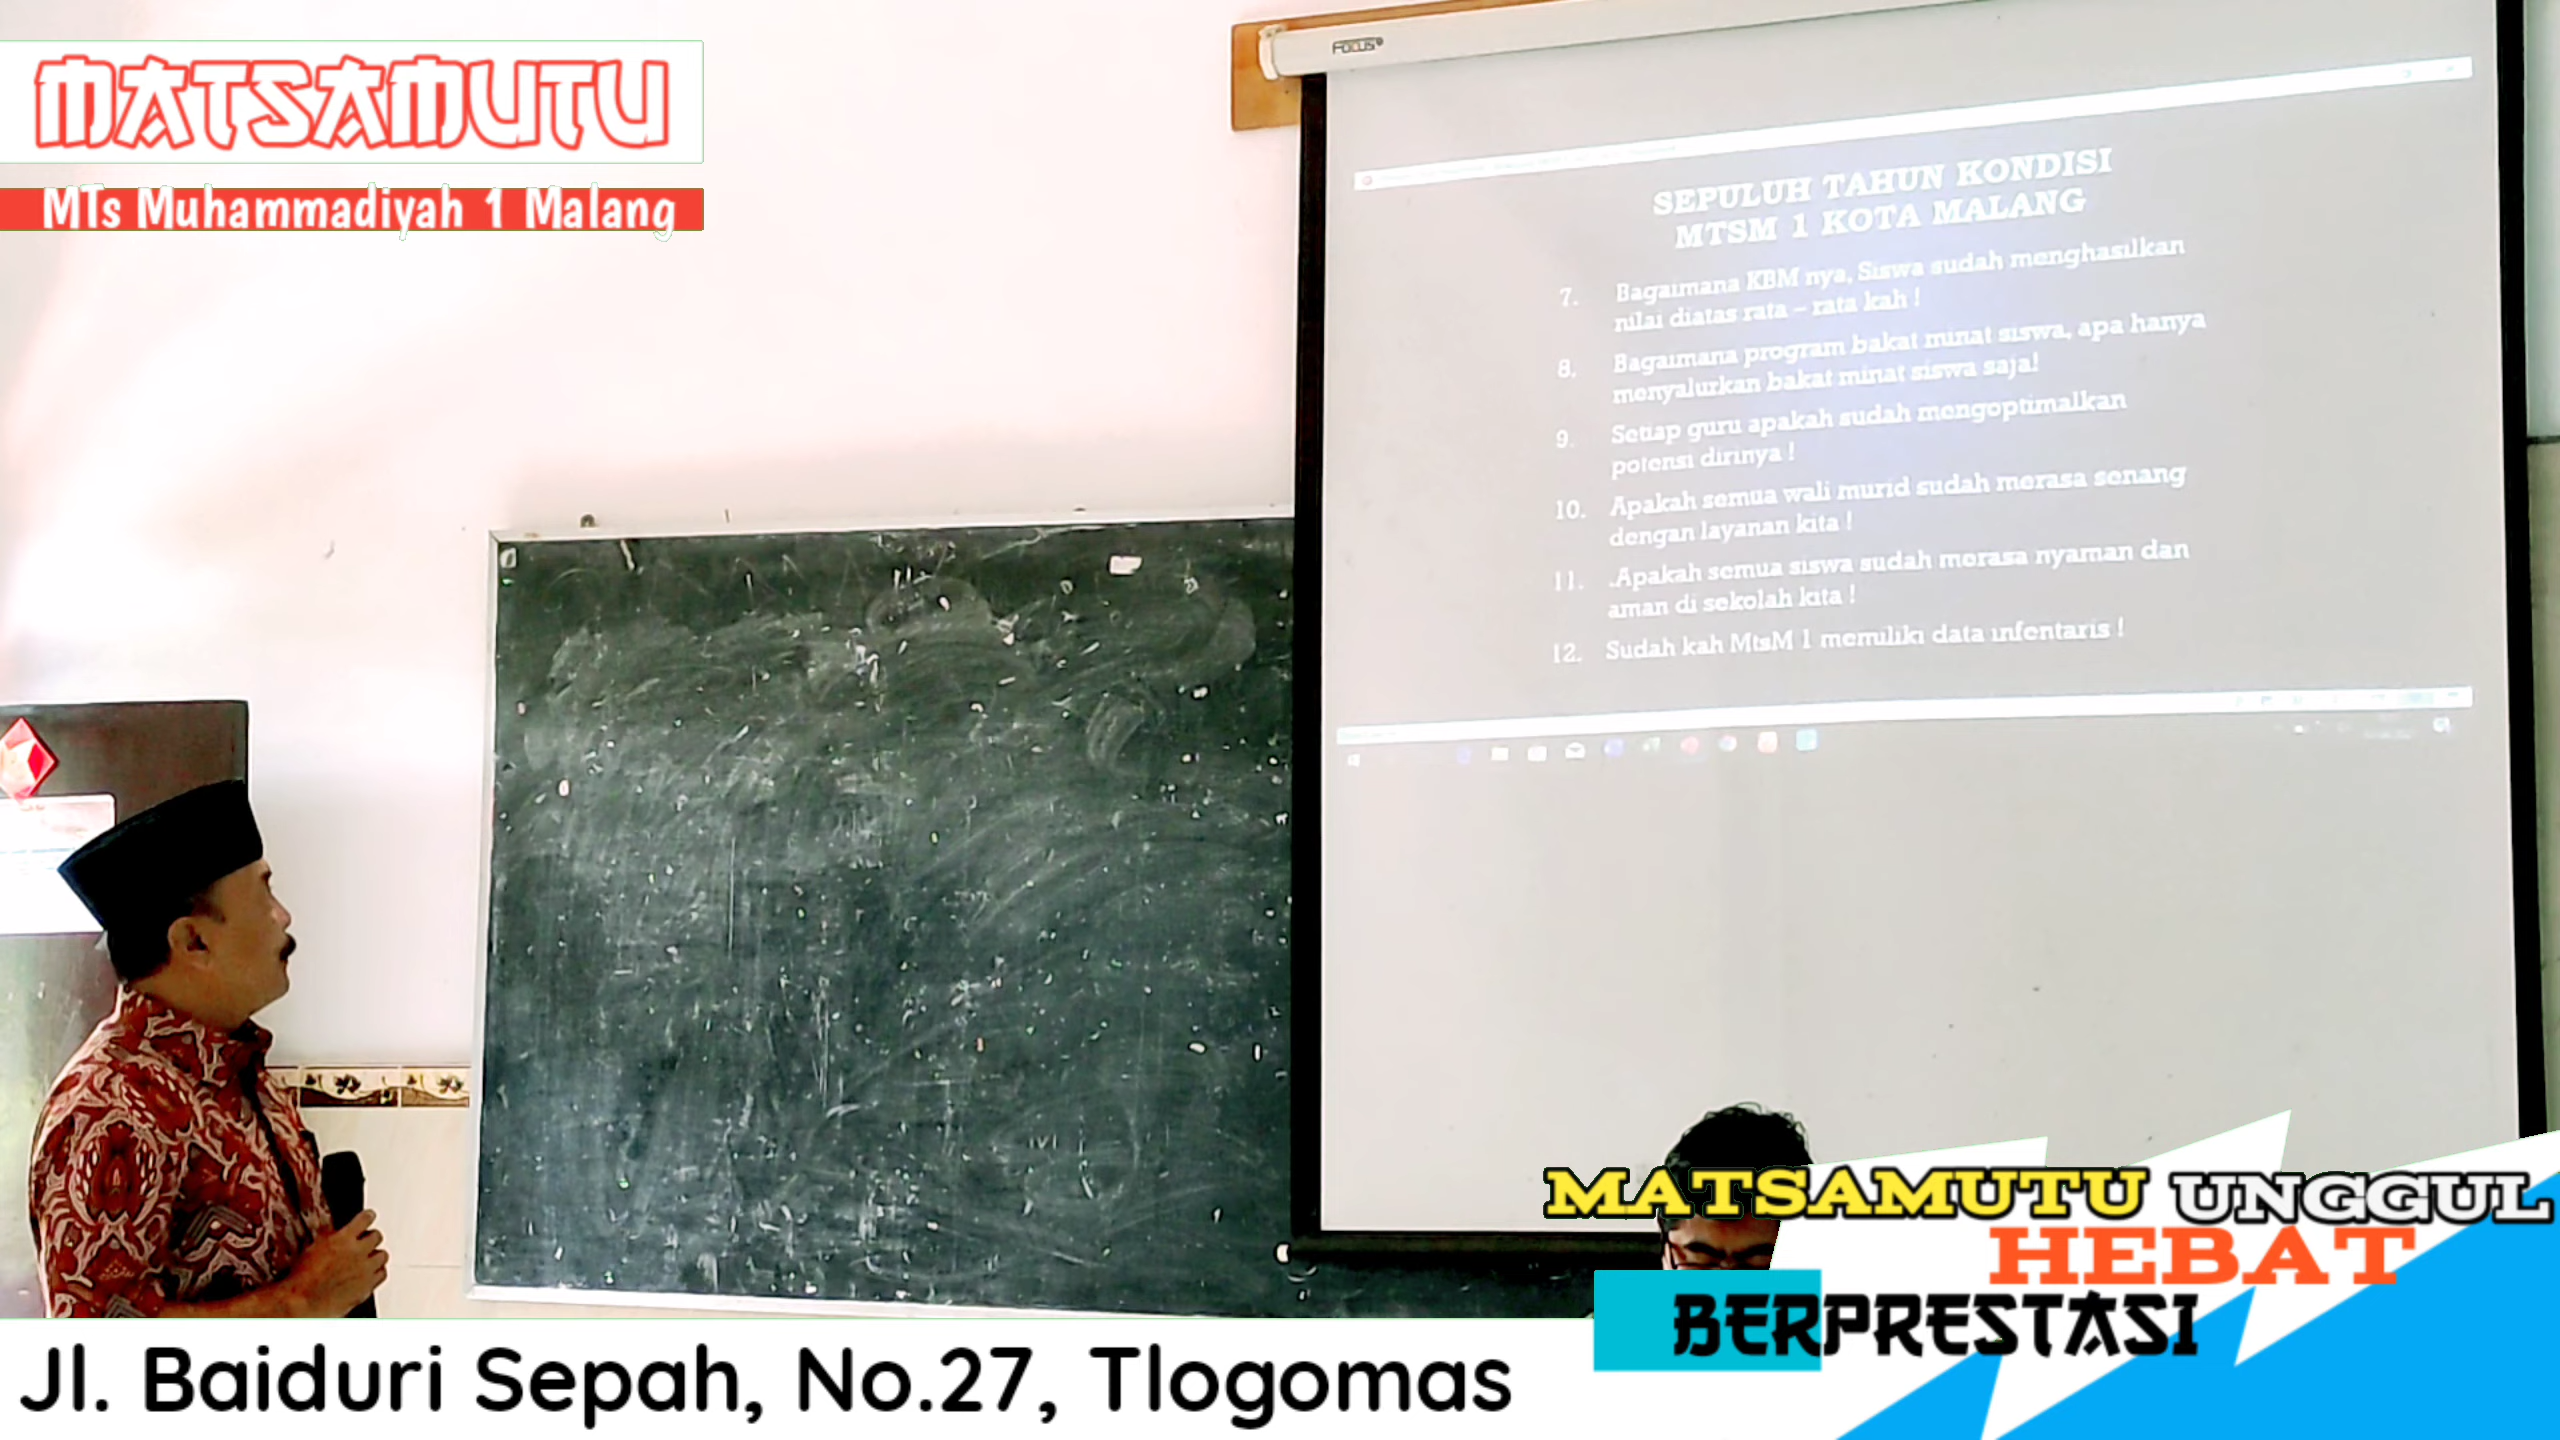 MATSAMUTU
MTs Muhammadiyah 1 Malang
FOCUS
SEPULUH TAHUN KONDISI
MTSM 1 KOTA MALANG
7. Bagaimana KBM nya, Siswa sudah menghasilkan
nilai diatas rata – rata kah !
8. Bagaimana program bakat minat siswa, apa hanya
menyalurkan bakat minat siswa saja!
9. Setiap guru apakah sudah mengoptimalkan
potensi dirinya !
10. Apakah semua wali murid sudah merasa senang
dengan layanan kita !
11. .Apakah semua siswa sudah merasa nyaman dan
aman di sekolah kita !
12. Sudah kah MtsM 1 memiliki data infentaris !
MATSAMUTU UNGGUL
HEBAT
BERPRESTASI
Jl. Baiduri Sepah, No.27, Tlogomas